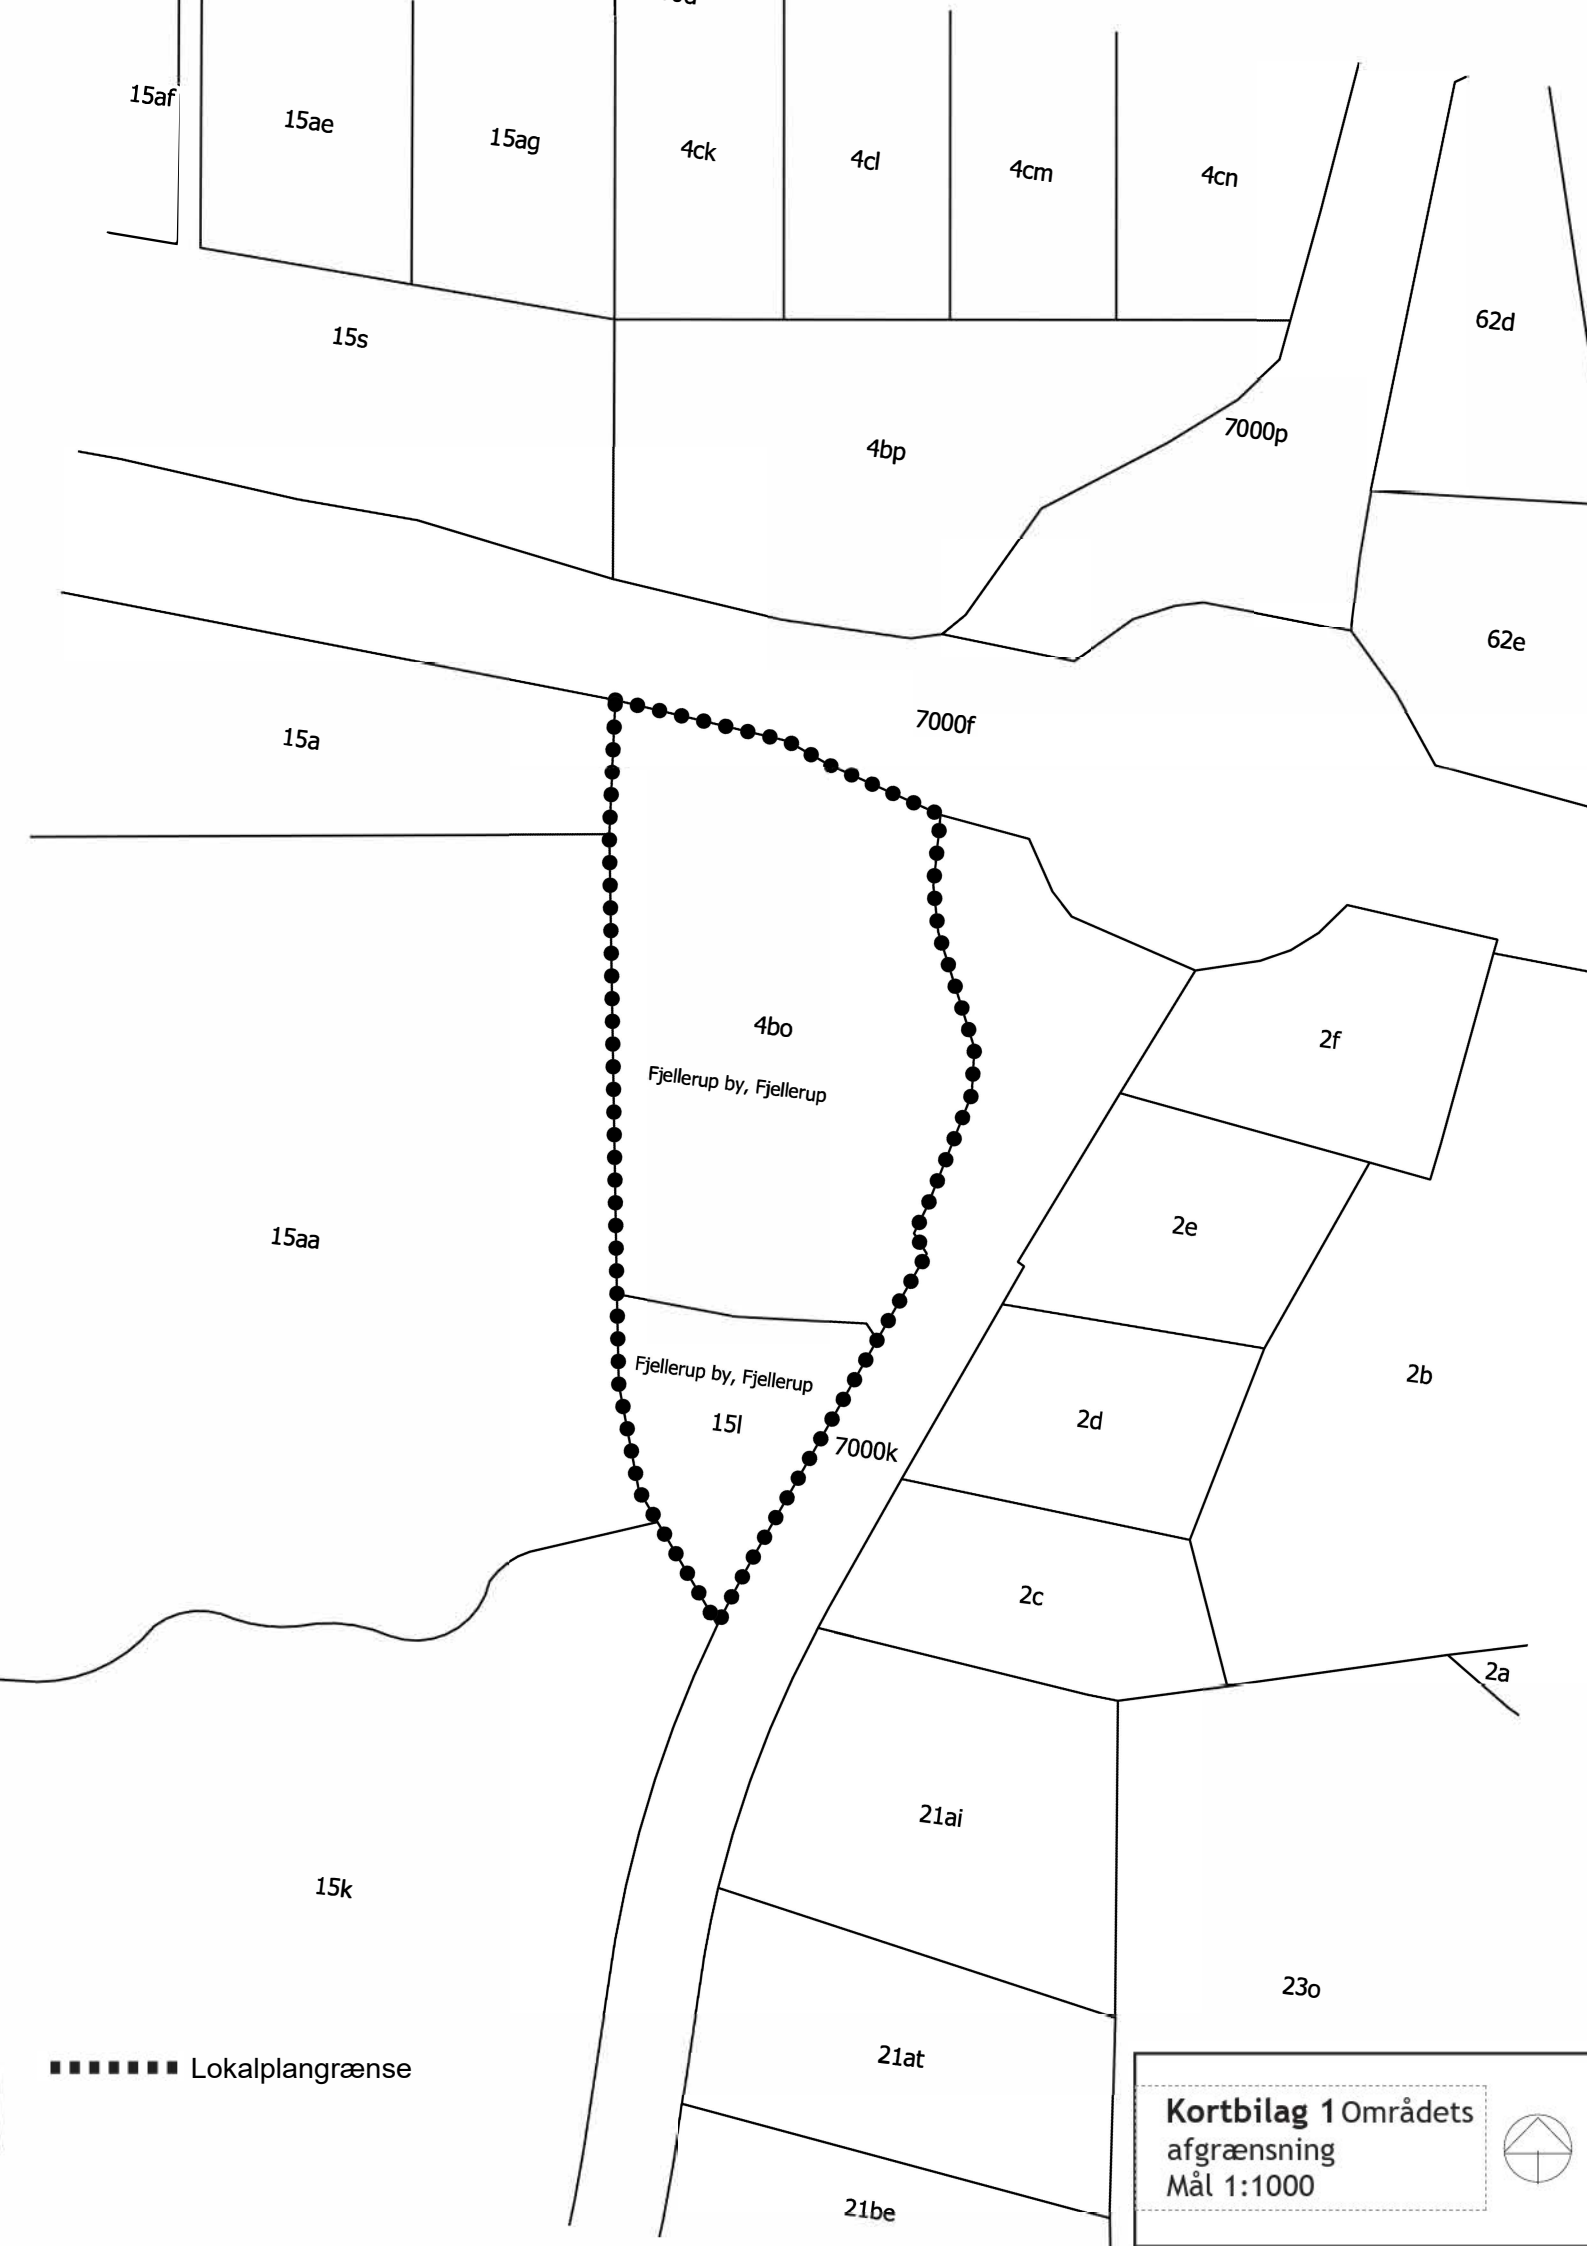 15af
15ae
15ag
4ck
4cl
4cm
4cn
62d
15s
4bp
7000p
62e
7000f
15a
4bo
Fjellerup by, Fjellerup
2f
2e
15aa
Fjellerup by, Fjellerup
15l
7000k
2d
2b
2c
2a
21ai
15k
23o
21at
21be
Lokalplangrænse
Kortbilag 1 Områdets
afgrænsning
Mål 1:1000